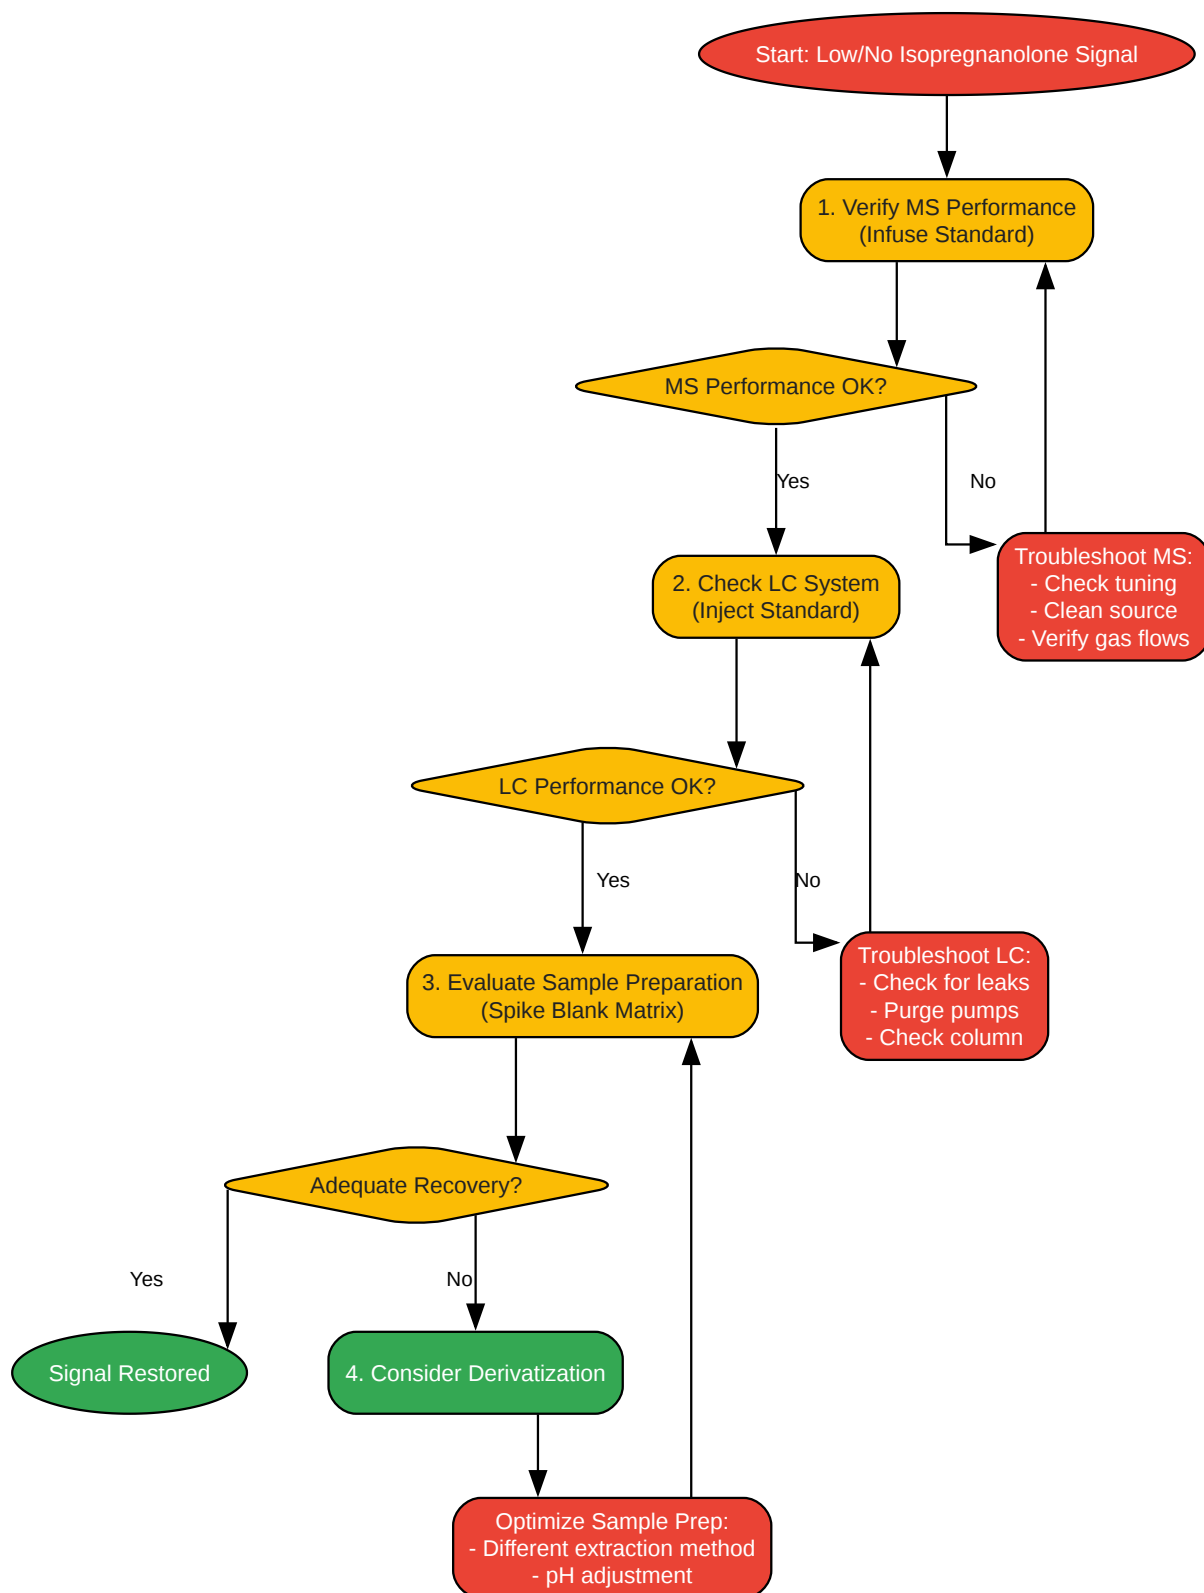 Start: Low/No Isopregnanolone Signal
1. Verify MS Performance
(Infuse Standard)
MS Performance OK?
Yes
No
Troubleshoot MS:
- Check tuning
- Clean source
- Verify gas flows
2. Check LC System
(Inject Standard)
LC Performance OK?
Yes
No
Troubleshoot LC:
- Check for leaks
- Purge pumps
- Check column
3. Evaluate Sample Preparation
(Spike Blank Matrix)
Adequate Recovery?
Yes
No
Signal Restored
4. Consider Derivatization
Optimize Sample Prep:
- Different extraction method
- pH adjustment